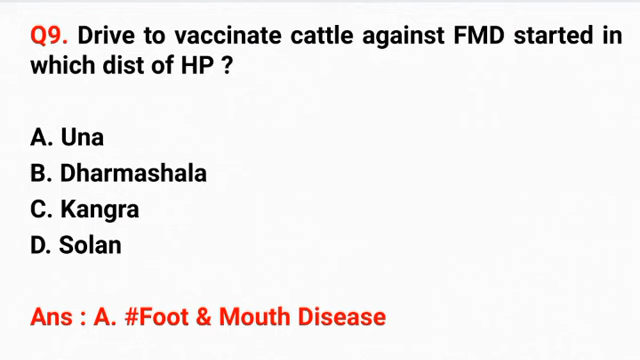 Q9. Drive to vaccinate cattle against FMD started in
which dist of HP ?
A. Una
B. Dharmashala
C. Kangra
D. Solan
Ans : A. #Foot & Mouth Disease